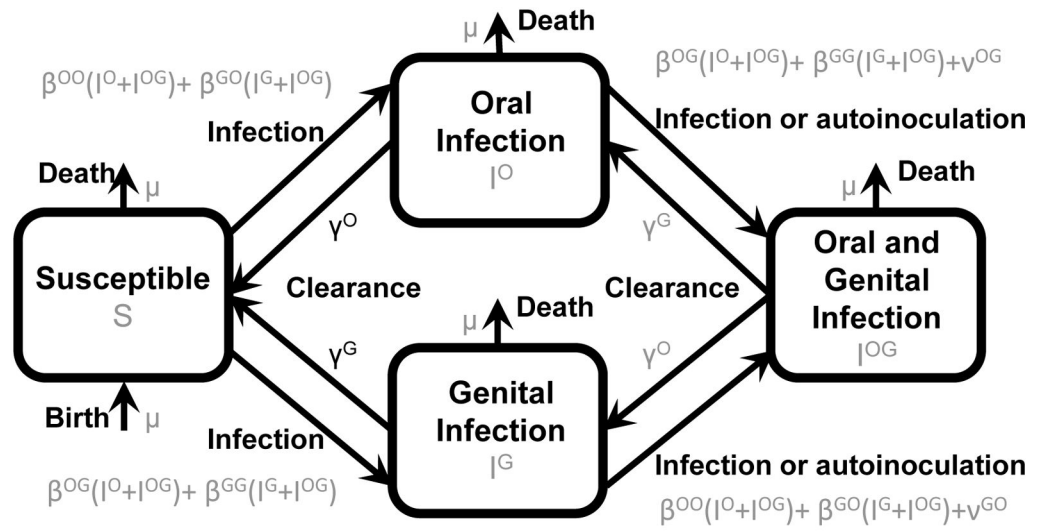 μ Death
β^OO(I^O+I^OG)+ β^GO(I^G+I^OG)
β^OG(I^O+I^OG)+ β^GG(I^G+I^OG)+ν^OG
Infection
Oral
Infection
I^O
Infection or autoinoculation
Death
μ
γ^O
γ^G
μ
Death
Susceptible
S
Clearance
Clearance
Oral and
Genital
Infection
I^OG
μ
Death
γ^G
γ^O
Birth
μ
Genital
Infection
I^G
Infection
Infection or autoinoculation
β^OG(I^O+I^OG)+ β^GG(I^G+I^OG)
β^OO(I^O+I^OG)+ β^GO(I^G+I^OG)+ν^GO